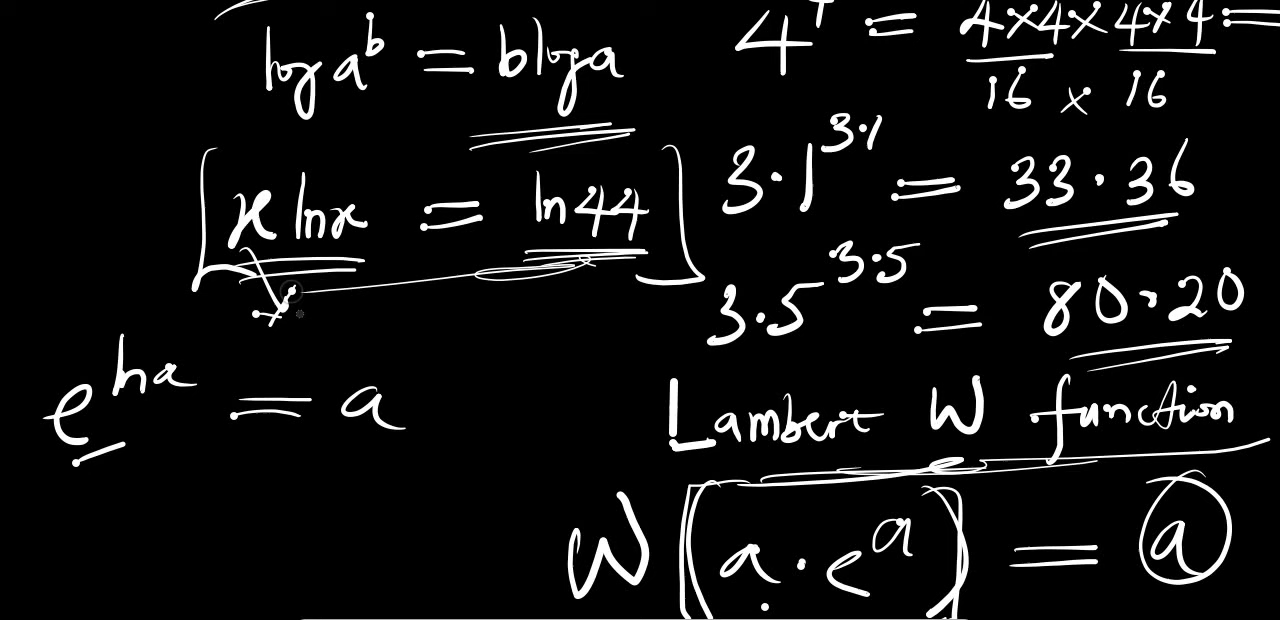 log a^b = b log a
x ln x = ln 44
e^ln a = a
4 = 4 × 4 × 4 × 4 =
16 × 16
3.1^3.1 = 33.36
3.5^3.5 = 80.20
Lambert W function
W (a . e^a) = a